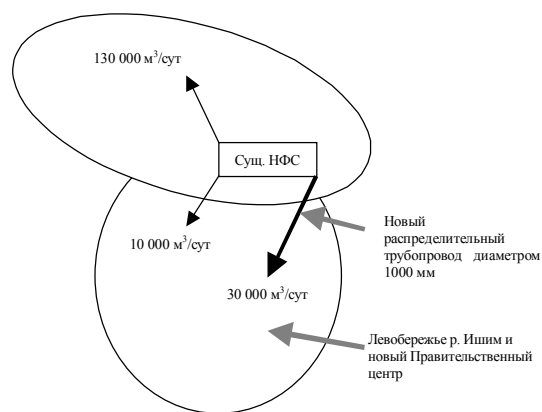 130 000 м³/сут
Сущ. НФС
10 000 м³/сут
30 000 м³/сут
Новый
распределительный
трубопровод диаметром
1000 мм
Левобережье р. Ишим и
новый Правительственный
центр